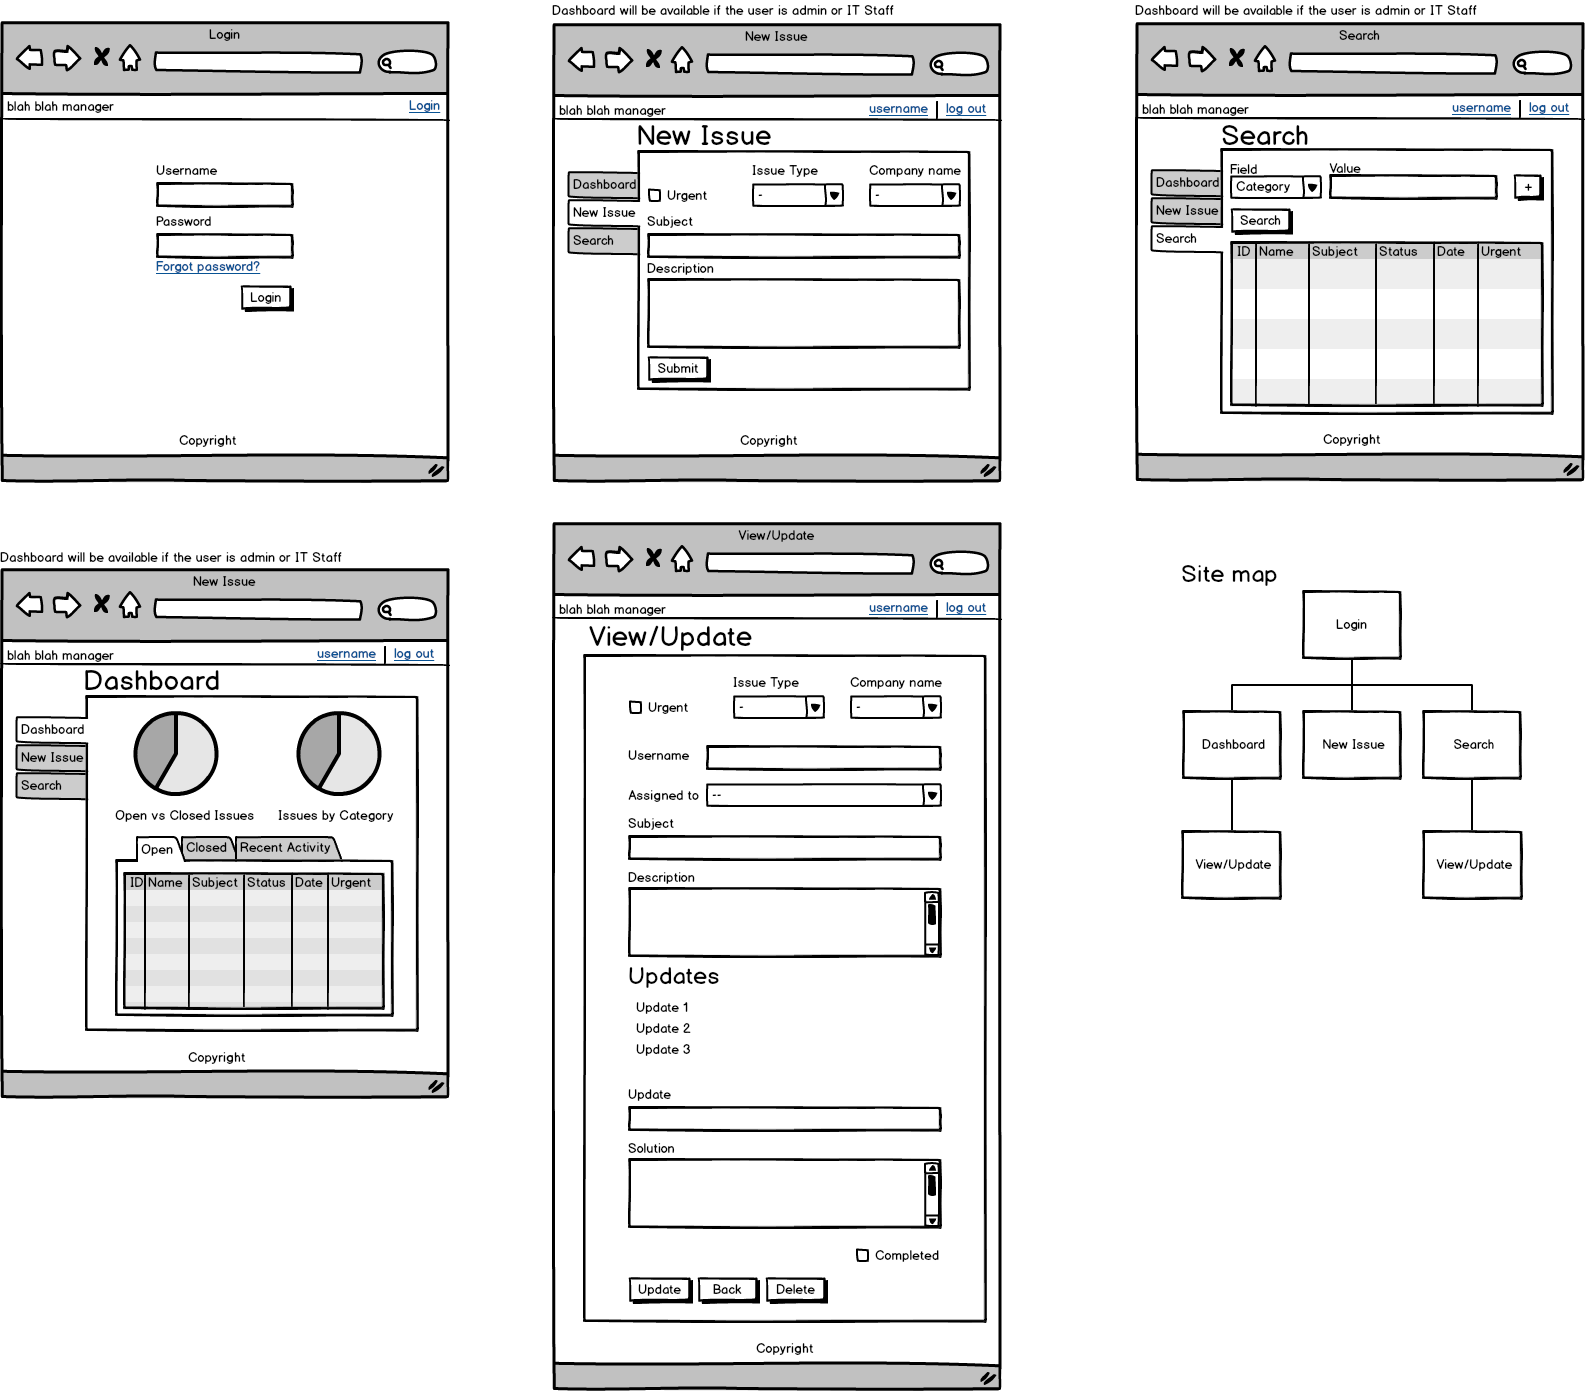 Login
blah blah manager
Login
Username
Password
Forgot password?
Login
Copyright
Dashboard will be available if the user is admin or IT Staff
New Issue
blah blah manager
username
log out
New Issue
Dashboard
New Issue
Search
Urgent
Issue Type
Company name
-
-
Subject
Description
Submit
Copyright
Dashboard will be available if the user is admin or IT Staff
Search
blah blah manager
username
log out
Search
Dashboard
New Issue
Search
Field
Value
Category
+
Search
ID Name Subject Status Date Urgent
Copyright
Dashboard will be available if the user is admin or IT Staff
New Issue
blah blah manager
username
log out
Dashboard
Dashboard
New Issue
Search
Open vs Closed Issues
Issues by Category
Open
Closed
Recent Activity
ID Name Subject Status Date Urgent
Copyright
View/Update
blah blah manager
username
log out
View/Update
Issue Type
Company name
Urgent
-
-
Username
Assigned to
--
Subject
Description
Updates
Update 1
Update 2
Update 3
Update
Solution
Completed
Update
Back
Delete
Copyright
Site map
Login
Dashboard
New Issue
Search
View/Update
View/Update